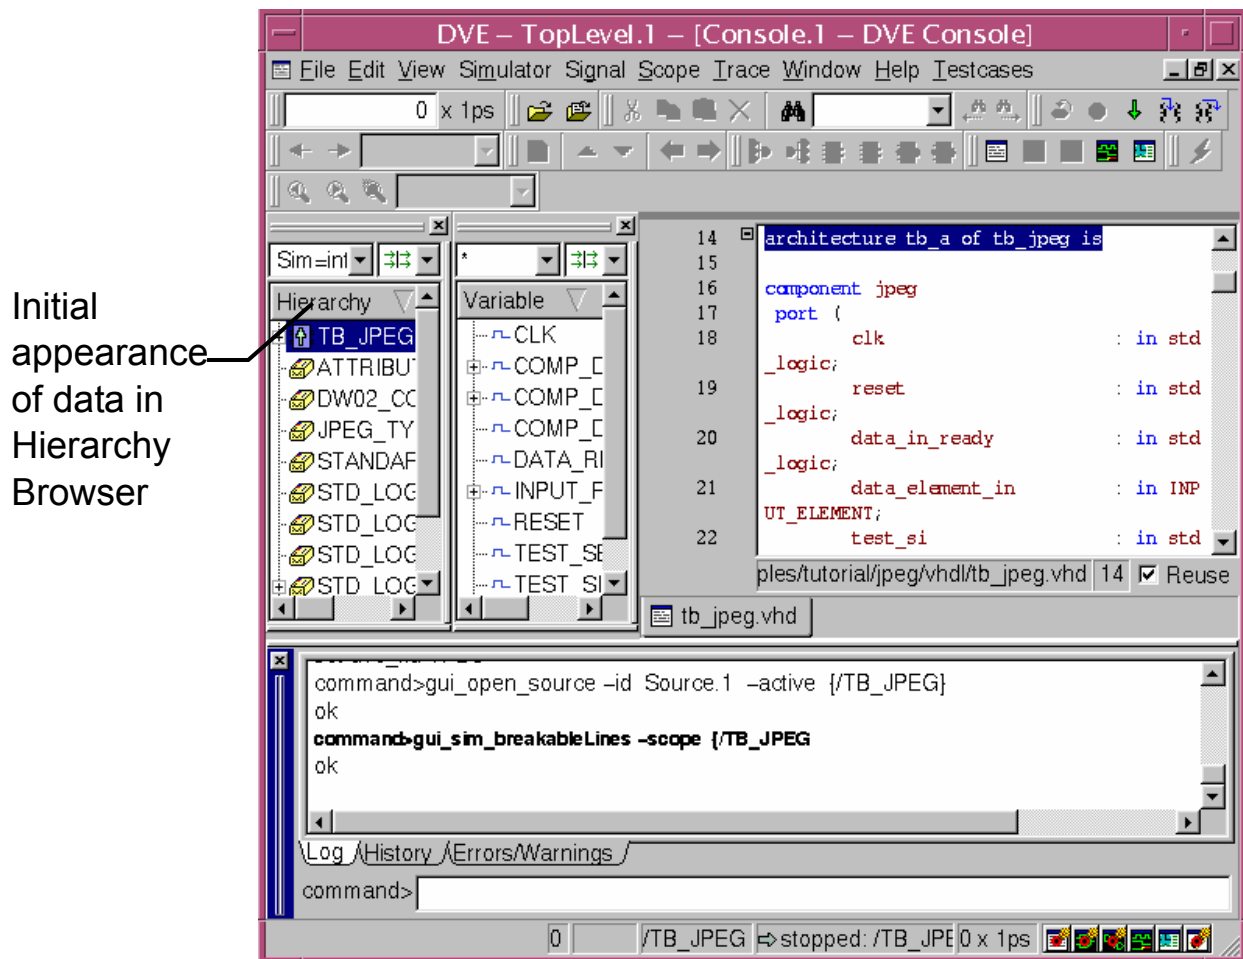 Initial
appearance
of data in
Hierarchy
Browser
DVE – TopLevel.1 – [Console.1 – DVE Console]
File Edit View Simulator Signal Scope Trace Window Help Testcases
0 x 1ps
Sim=int
*
Hierarchy
TB_JPEG
ATTRIBU
DW02_CC
JPEG_TY
STANDAF
STD_LOG
STD_LOG
STD_LOG
STD_LOG
Variable
CLK
COMP_D
COMP_D
COMP_D
DATA_RI
INPUT_F
RESET
TEST_SE
TEST_SI
14 architecture tb_a of tb_jpeg is
15
16 component jpeg
17 port (
18 clk : in std
_logic;
19 reset : in std
_logic;
20 data_in_ready : in std
_logic;
21 data_element_in : in INP
UT_ELEMENT;
22 test_si : in std
ples/tutorial/jpeg/vhdl/tb_jpeg.vhd 14 Reuse
tb_jpeg.vhd
command>gui_open_source –id Source.1 –active {/TB_JPEG}
ok
command>gui_sim_breakableLines –scope {/TB_JPEG
ok
Log History Errors/Warnings
command>
0 /TB_JPEG stopped: /TB_JPE 0 x 1ps